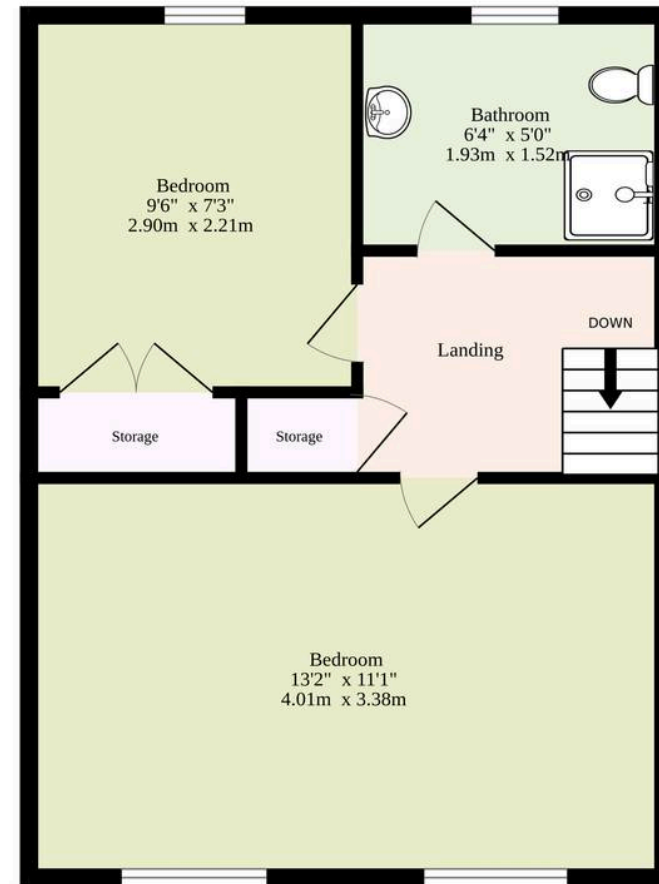 Bathroom
6'4" x 5'0"
1.93m x 1.52m
Bedroom
9'6" x 7'3"
2.90m x 2.21m
DOWN
Landing
Storage
Storage
Bedroom
13'2" x 11'1"
4.01m x 3.38m